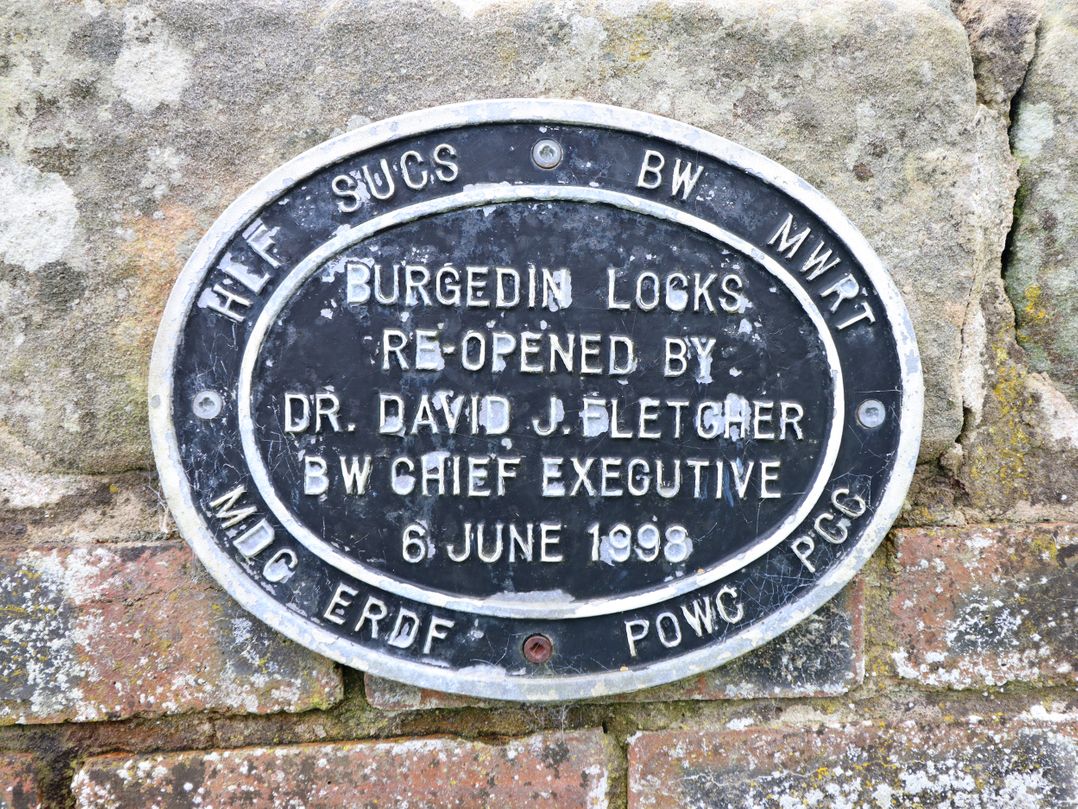 HLF SUCS BW MWRT
BURGEDIN LOCKS
RE-OPENED BY
DR. DAVID J. FLETCHER
BW CHIEF EXECUTIVE
6 JUNE 1998
MDC ERDF POWC PCC